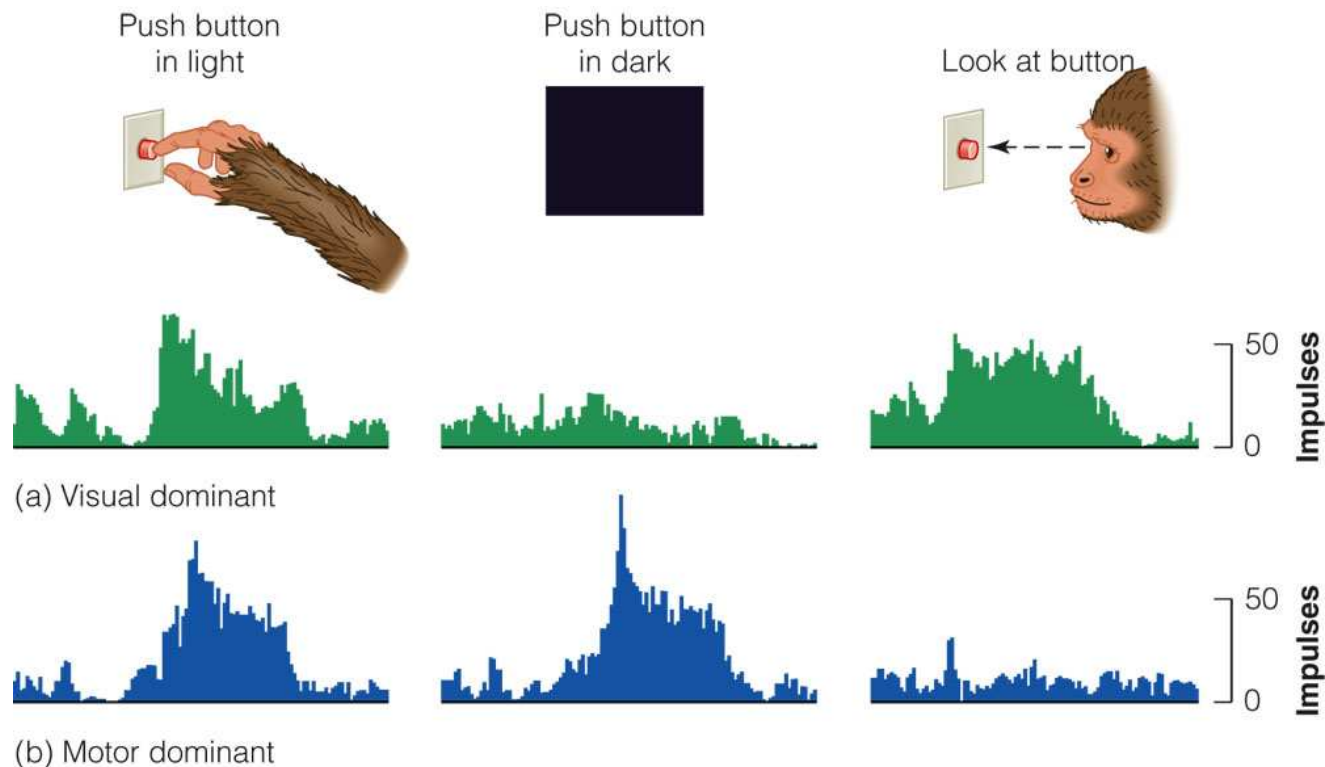 Push button
in light
Push button
in dark
Look at button
50
0
Impulses
(a) Visual dominant
50
0
Impulses
(b) Motor dominant